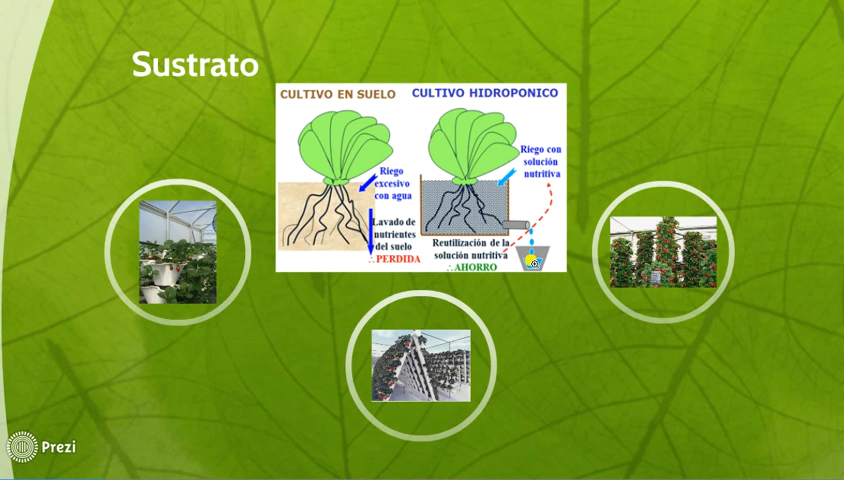 Sustrato
CULTIVO EN SUELO
CULTIVO HIDROPONICO
Riego
excesivo
con agua
Lavado de
nutrientes
del suelo
∴PERDIDA
Riego con
solución
nutritiva
Reutilización de la
solución nutritiva
∴AHORRO
Prezi